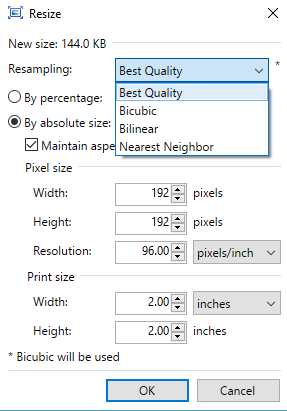 Resize
New size: 144.0 KB
Resampling: Best Quality *
Best Quality
Bicubic
Bilinear
Nearest Neighbor
By percentage:
By absolute size:
Maintain aspe
Pixel size
Width: 192 pixels
Height: 192 pixels
Resolution: 96.00 pixels/inch
Print size
Width: 2.00 inches
Height: 2.00 inches
* Bicubic will be used
OK Cancel